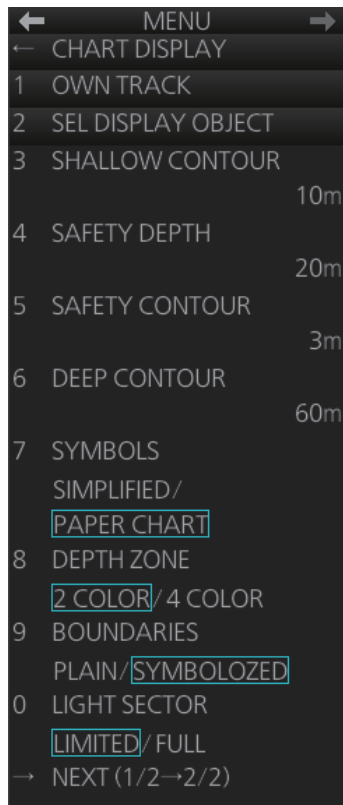 ← MENU →
← CHART DISPLAY
1 OWN TRACK
2 SEL DISPLAY OBJECT
3 SHALLOW CONTOUR
10m
4 SAFETY DEPTH
20m
5 SAFETY CONTOUR
3m
6 DEEP CONTOUR
60m
7 SYMBOLS
SIMPLIFIED/
PAPER CHART
8 DEPTH ZONE
2 COLOR/4 COLOR
9 BOUNDARIES
PLAIN/SYMBOLOZED
0 LIGHT SECTOR
LIMITED/FULL
→ NEXT (1/2→2/2)